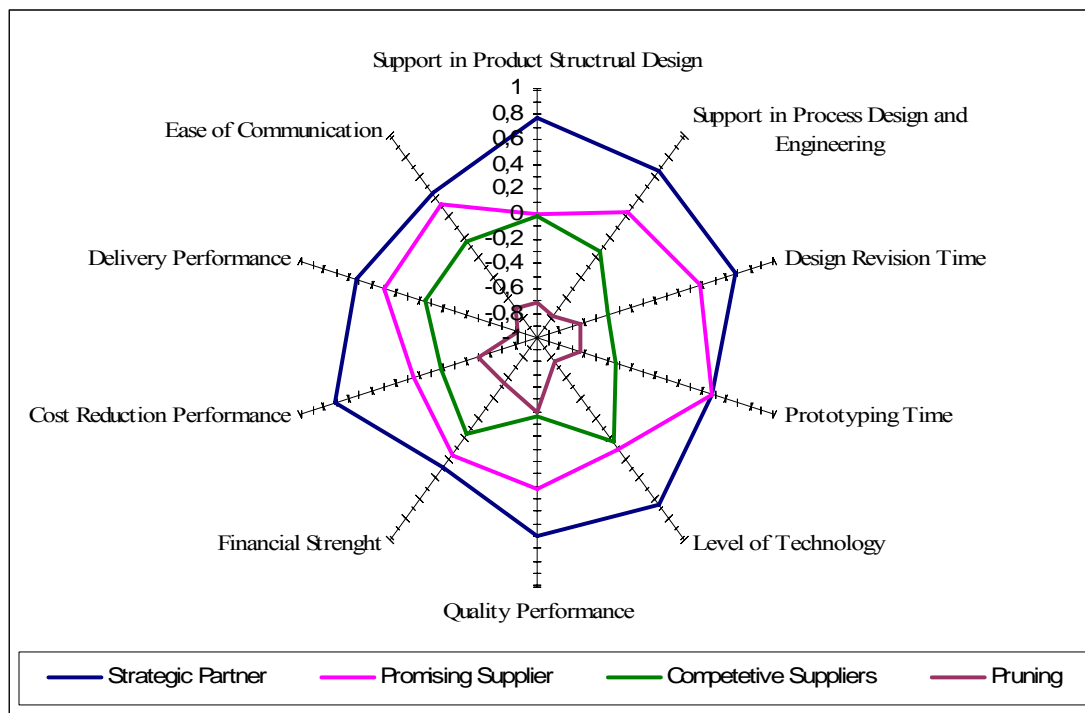 Support in Product Structrual Design
1
0,8
0,6
0,4
0,2
0
-0,2
-0,4
-0,6
-0,8
-1
Support in Process Design and
Engineering
Ease of Communication
Delivery Performance
Design Revision Time
Cost Reduction Performance
Prototyping Time
Financial Strenght
Level of Technology
Quality Performance
Strategic Partner
Promising Supplier
Competetive Suppliers
Pruning